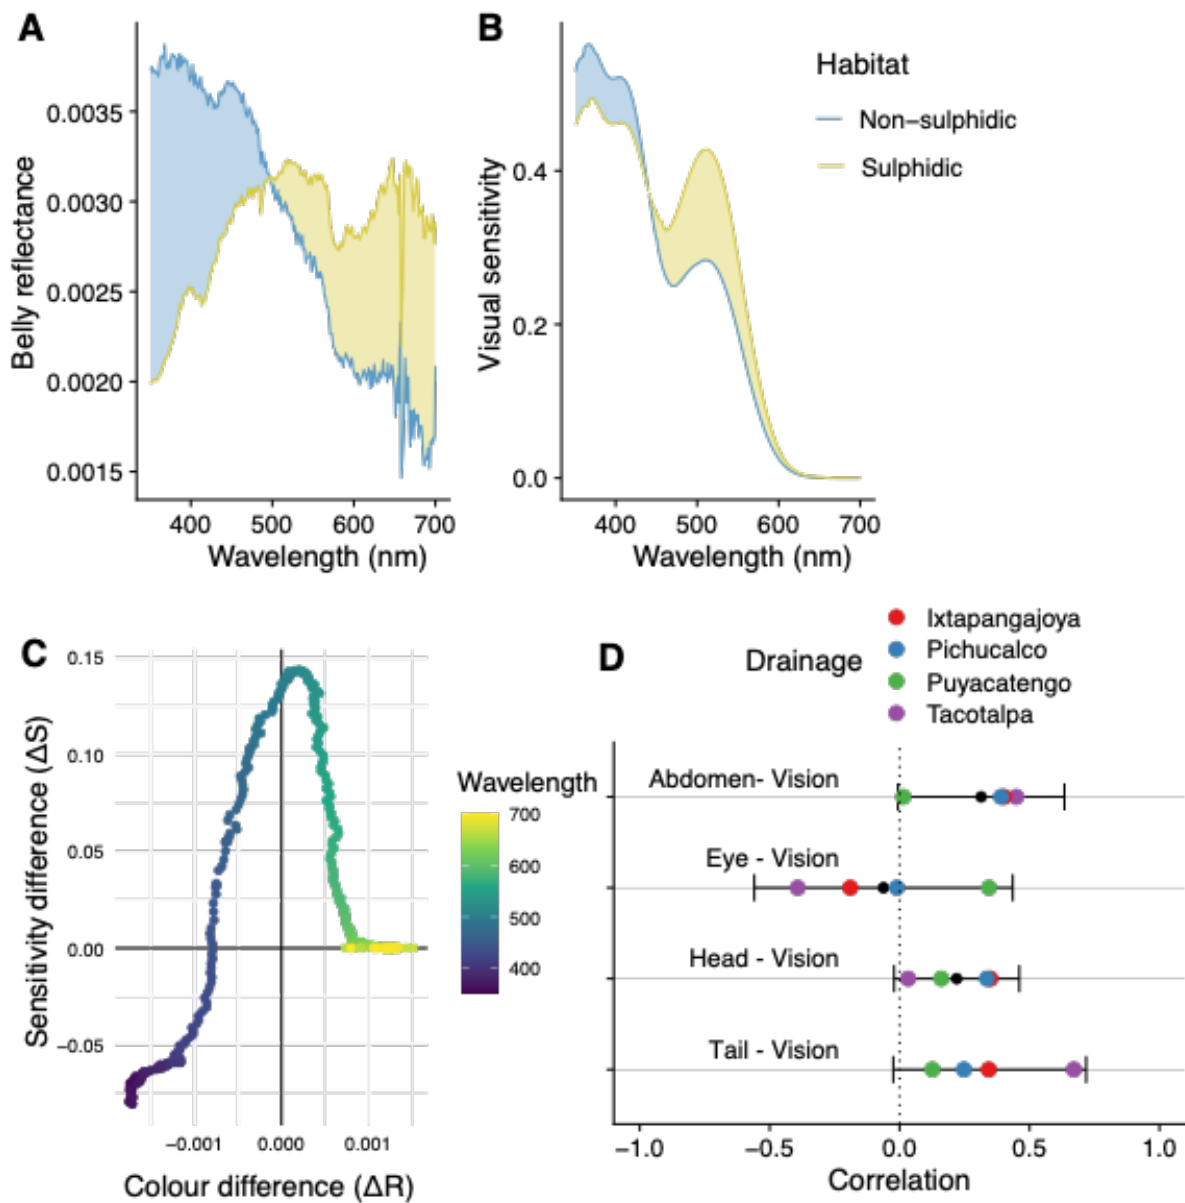 A
Belly reflectance
0.0035
0.0030
0.0025
0.0020
0.0015
400 500 600 700
Wavelength (nm)
B
Visual sensitivity
0.4
0.2
0.0
400 500 600 700
Wavelength (nm)
Habitat
Non-sulphidic
Sulphidic
C
Sensitivity difference (ΔS)
0.15
0.10
0.05
0.00
−0.05
−0.001 0.000 0.001
Colour difference (ΔR)
Wavelength
700
600
500
400
D
Drainage
Ixtapangajoya
Pichucalco
Puyacatengo
Tacotalpa
Abdomen- Vision
Eye - Vision
Head - Vision
Tail - Vision
−1.0 −0.5 0.0 0.5 1.0
Correlation